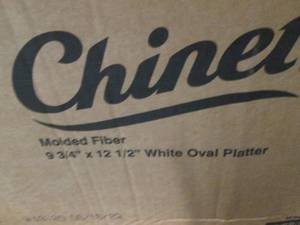 Chinet
Molded Fiber
9 3/4" x 12 1/2" White Oval Platter